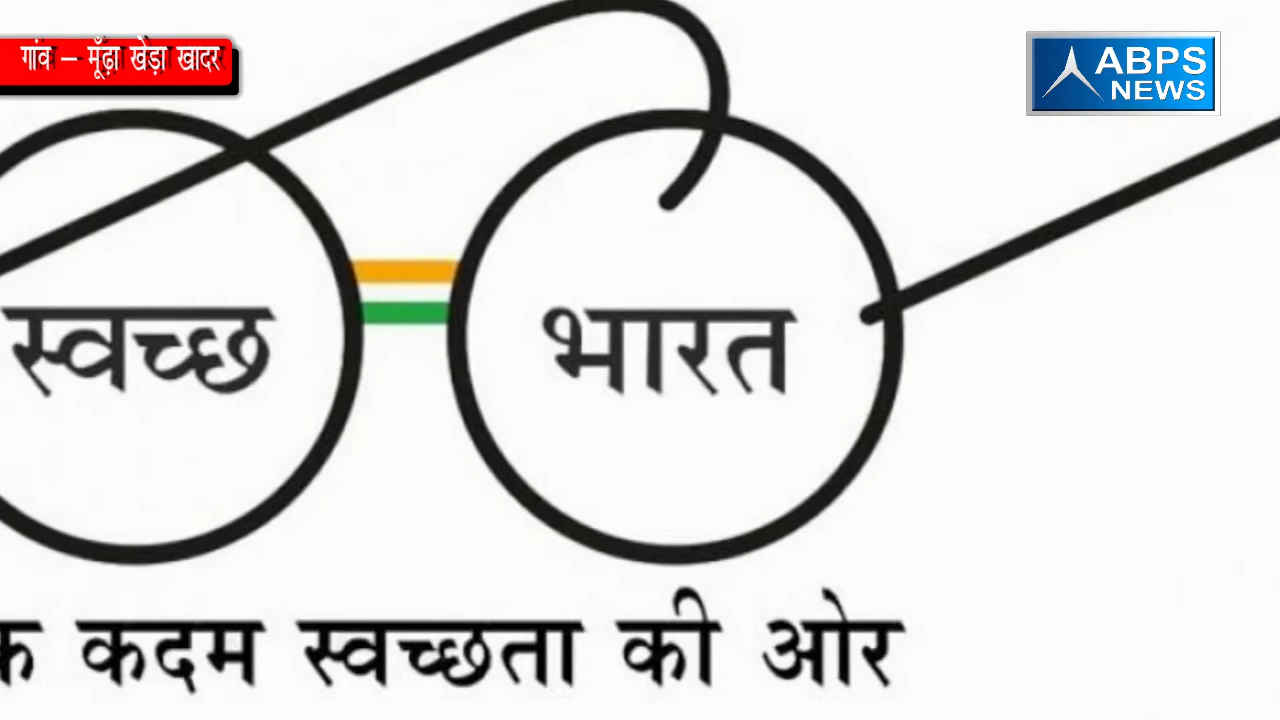 गांव – मूँढ़ा खेड़ा खादर
ABPS
NEWS
स्वच्छ
भारत
क कदम स्वच्छता की ओर